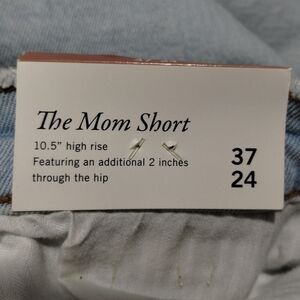 The Mom Short
10.5" high rise
Featuring an additional 2 inches
through the hip
37
24